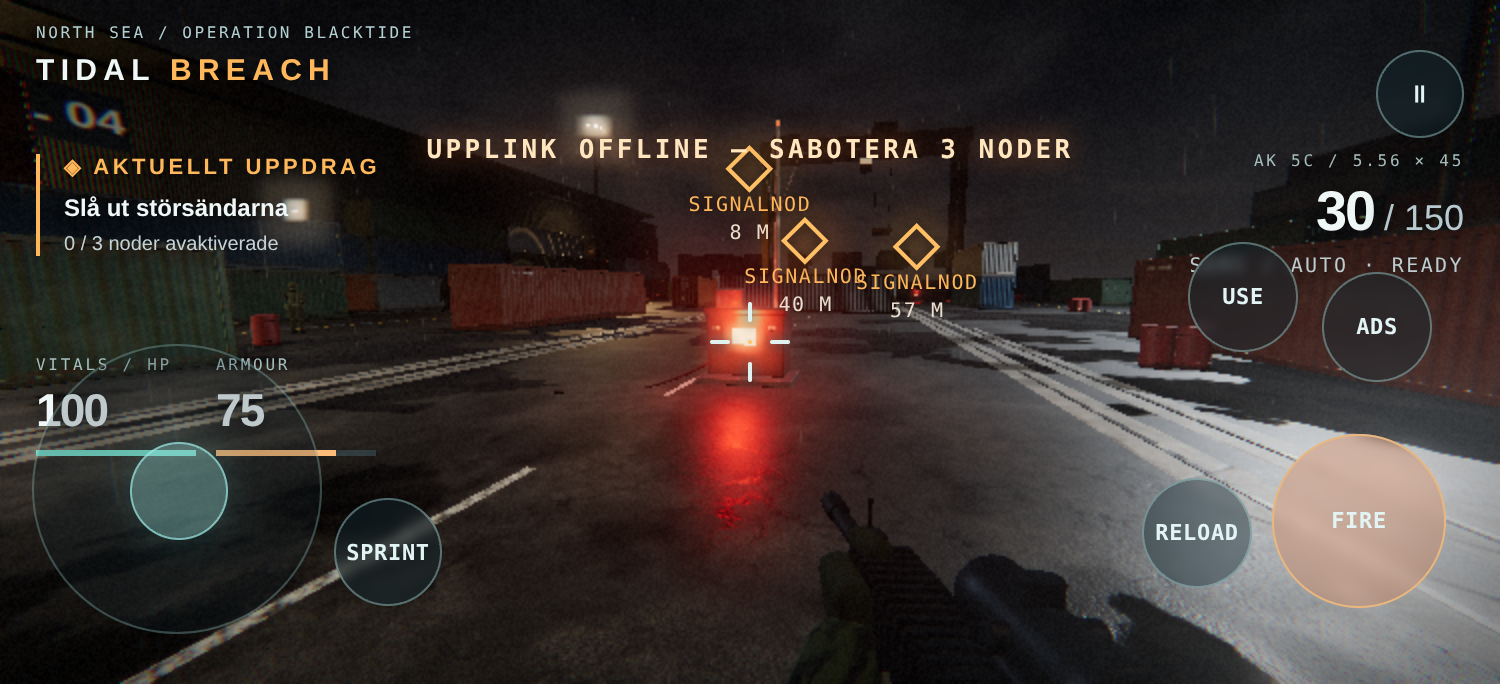 NORTH SEA / OPERATION BLACKTIDE
TIDAL BREACH
- 04
UPPLINK OFFLINE — SABOTERA 3 NODER
◈ AKTUELLT UPPDRAG
Slå ut störsändarna
0 / 3 noder avaktiverade
SIGNALNOD
8 M
SIGNALNOD
40 M
SIGNALNOD
57 M
II
AK 5C / 5.56 × 45
30 / 150
AUTO · READY
USE
ADS
VITALS / HP
ARMOUR
100
75
SPRINT
RELOAD
FIRE